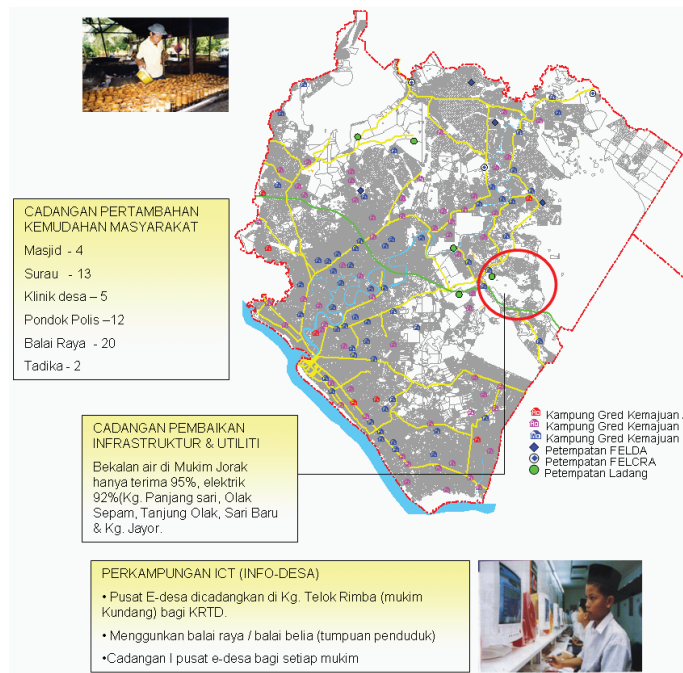 CADANGAN PERTAMBAHAN
KEMUDAHAN MASYARAKAT
Masjid - 4
Surau - 13
Klinik desa – 5
Pondok Polis –12
Balai Raya - 20
Tadika - 2
CADANGAN PEMBAIKAN
INFRASTRUKTUR & UTILITI
Bekalan air di Mukim Jorak
hanya terima 95%, elektrik
92%(Kg. Panjang sari, Olak
Sepam, Tanjung Olak, Sari Baru
& Kg. Jayor.
Kampung Gred Kemajuan
Kampung Gred Kemajuan
Kampung Gred Kemajuan
Petempatan FELDA
Petempatan FELCRA
Petempatan Ladang
PERKAMPUNGAN ICT (INFO-DESA)
• Pusat E-desa dicadangkan di Kg. Telok Rimba (mukim
Kundang) bagi KRTD.
• Menggunkan balai raya / balai belia (tumpuan penduduk)
•Cadangan I pusat e-desa bagi setiap mukim